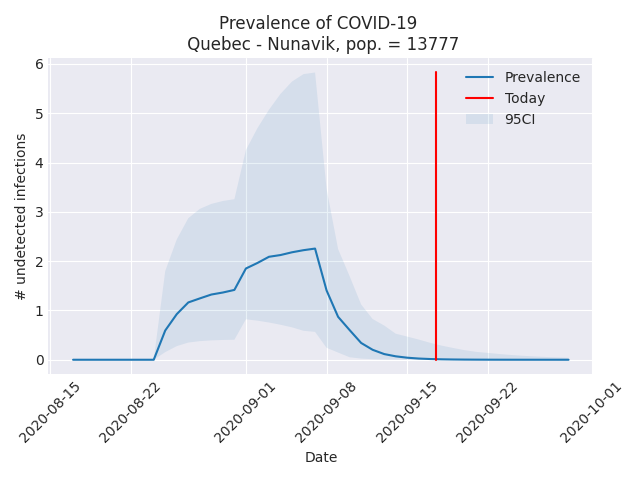 Prevalence of COVID-19
Quebec - Nunavik, pop. = 13777
# undetected infections
6
5
4
3
2
1
0
Prevalence
Today
95CI
2020-08-15
2020-08-22
2020-09-01
2020-09-08
2020-09-15
2020-09-22
2020-10-01
Date